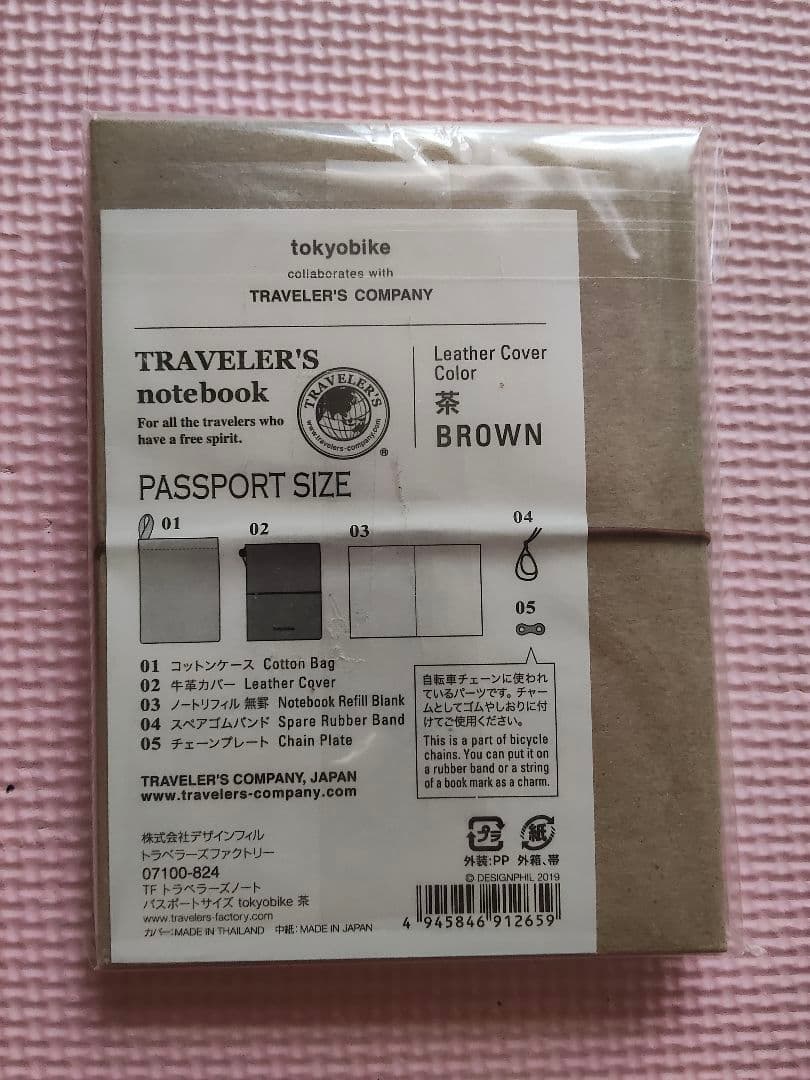 tokyobike
collaborates with
TRAVELER'S COMPANY
TRAVELER'S
notebook
For all the travelers who
have a free spirit.
TRAVELER'S
www.travelers-company.com
®
Leather Cover
Color
茶
BROWN
PASSPORT SIZE
01
02
03
04
05
01 コットンケース Cotton Bag
02 牛革カバー Leather Cover
03 ノートリフィル 無罫 Notebook Refill Blank
04 スペアゴムバンド Spare Rubber Band
05 チェーンプレート Chain Plate
自転車チェーンに使われ
ているパーツです。チャー
ムとしてゴムやしおりに付
けてご使用ください。
This is a part of bicycle
chains. You can put it on
a rubber band or a string
of a book mark as a charm.
TRAVELER'S COMPANY, JAPAN
www.travelers-company.com
株式会社デザインフィル
トラベラーズファクトリー
07100-824
TF トラベラーズノート
パスポートサイズ tokyobike 茶
www.travelers-factory.com
カバー:MADE IN THAILAND 中紙:MADE IN JAPAN
プラ 紙
外装:PP 外箱、帯
© DESIGNPHIL 2019
4 945846 912659